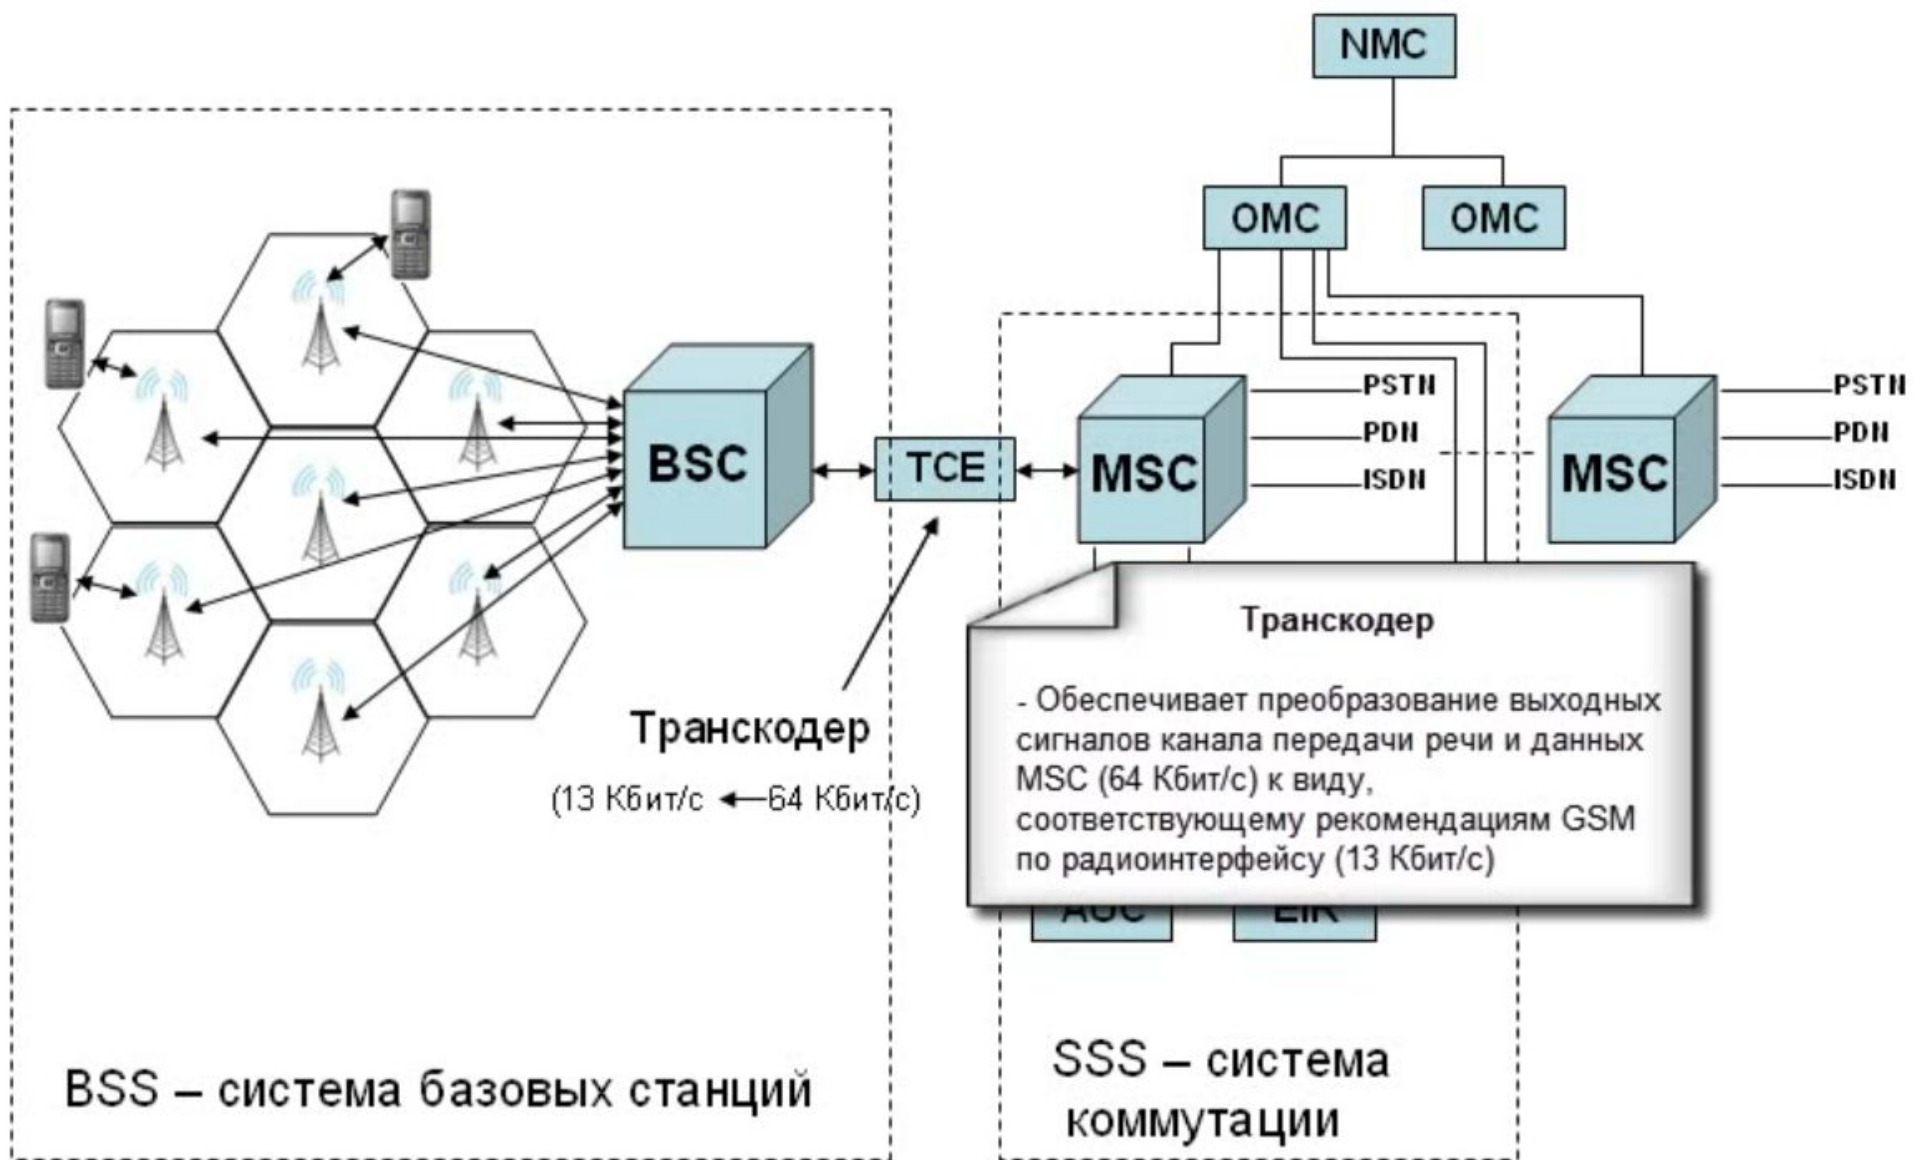 NMC
OMC
OMC
BSC
TCE
MSC
PSTN
PDN
ISDN
MSC
PSTN
PDN
ISDN
Транскодер
(13 Кбит/с ←64 Кбит/с)
Транскодер
- Обеспечивает преобразование выходных
сигналов канала передачи речи и данных
MSC (64 Кбит/с) к виду,
соответствующему рекомендациям GSM
по радиоинтерфейсу (13 Кбит/с)
AUC
EIR
BSS – система базовых станций
SSS – система
коммутации